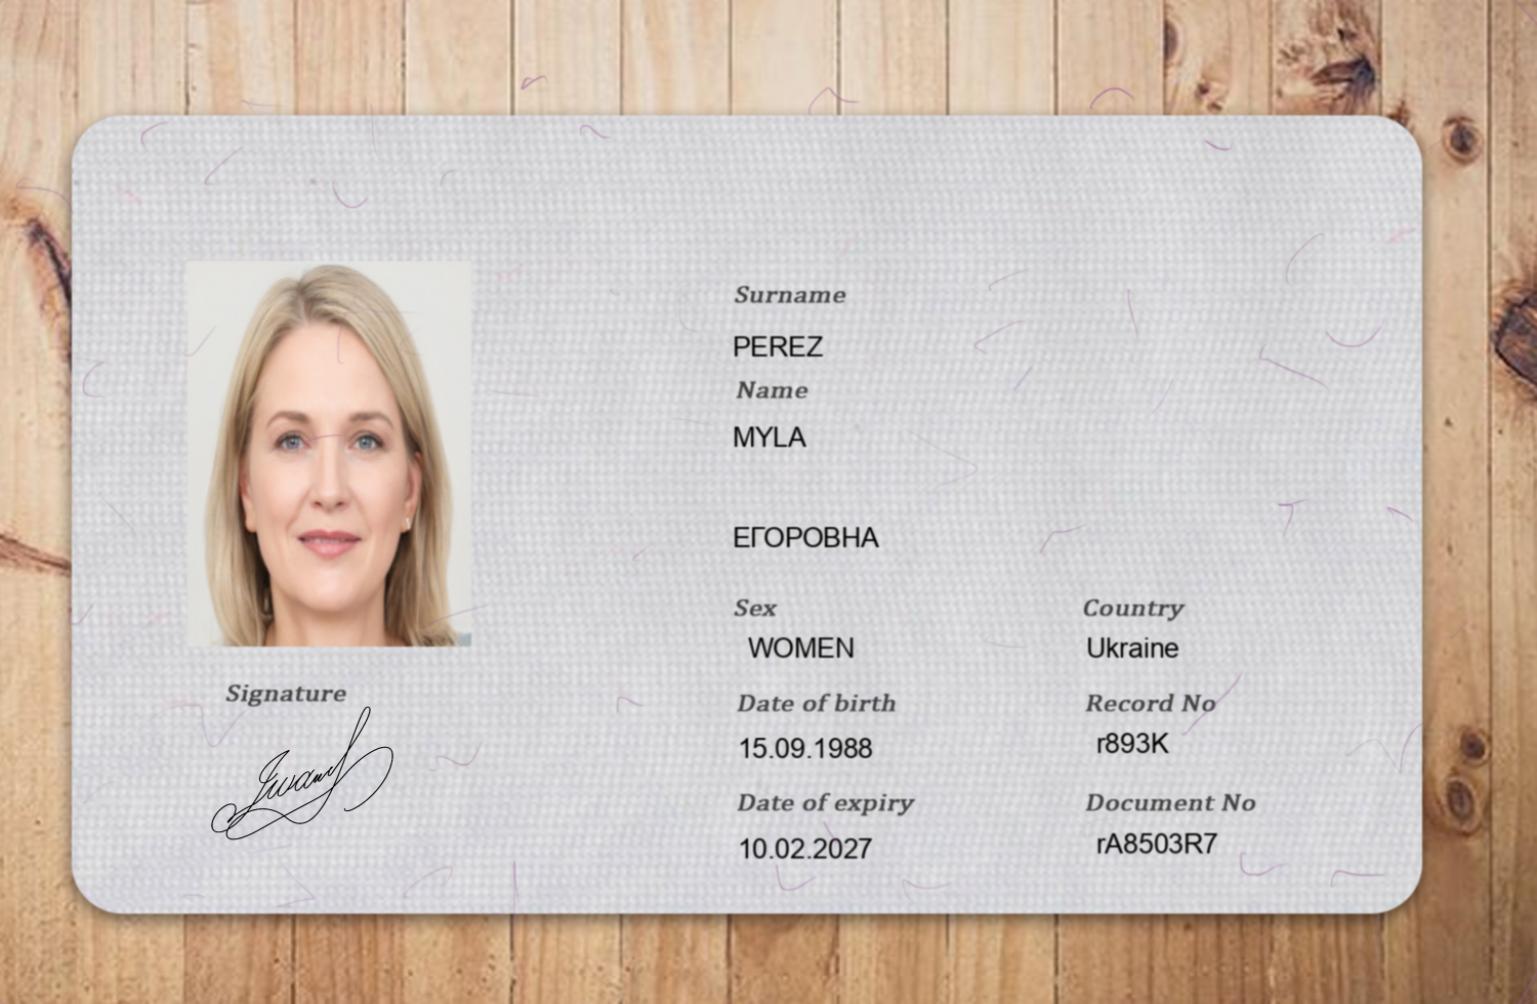 Surname
PEREZ
Name
MYLA
ЕГОРОВНА
Sex
Country
WOMEN
Ukraine
Date of birth
Record No
15.09.1988
r893K
Date of expiry
Document No
10.02.2027
rA8503R7
Signature